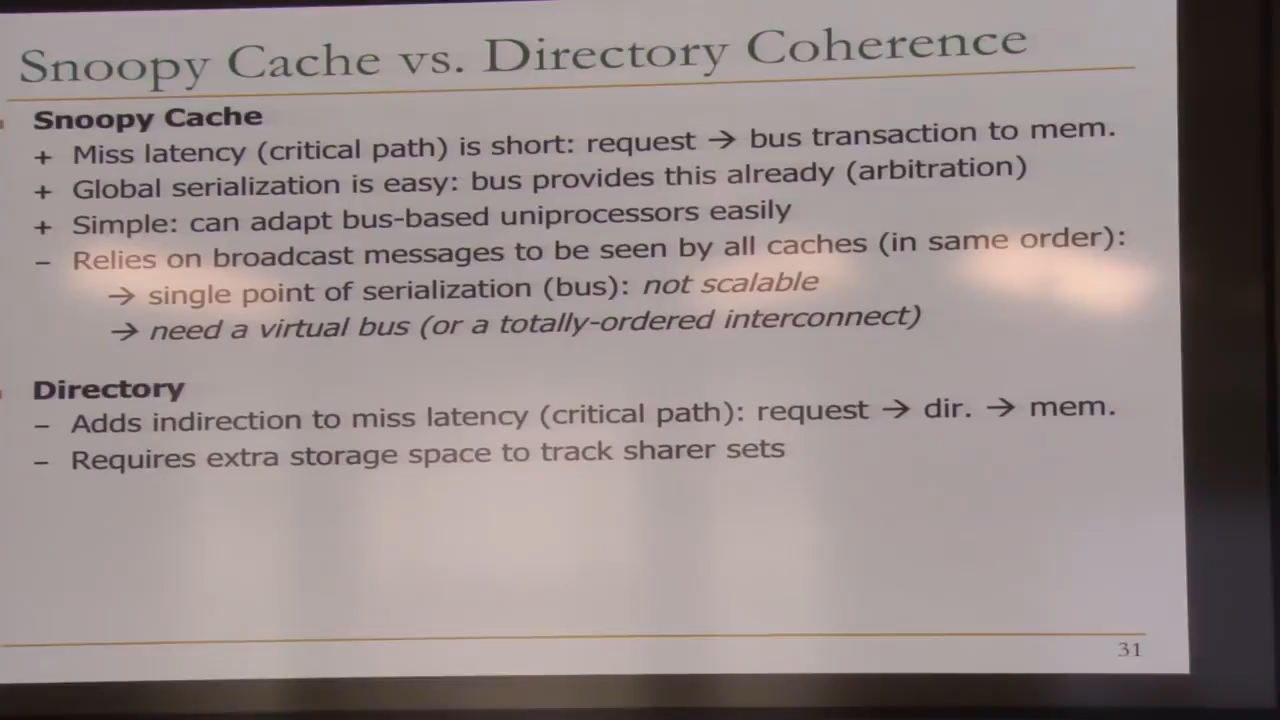 Snoopy Cache vs. Directory Coherence
Snoopy Cache
+ Miss latency (critical path) is short: request → bus transaction to mem.
+ Global serialization is easy: bus provides this already (arbitration)
+ Simple: can adapt bus-based uniprocessors easily
– Relies on broadcast messages to be seen by all caches (in same order):
→ single point of serialization (bus): not scalable
→ need a virtual bus (or a totally-ordered interconnect)
Directory
– Adds indirection to miss latency (critical path): request → dir. → mem.
– Requires extra storage space to track sharer sets
31